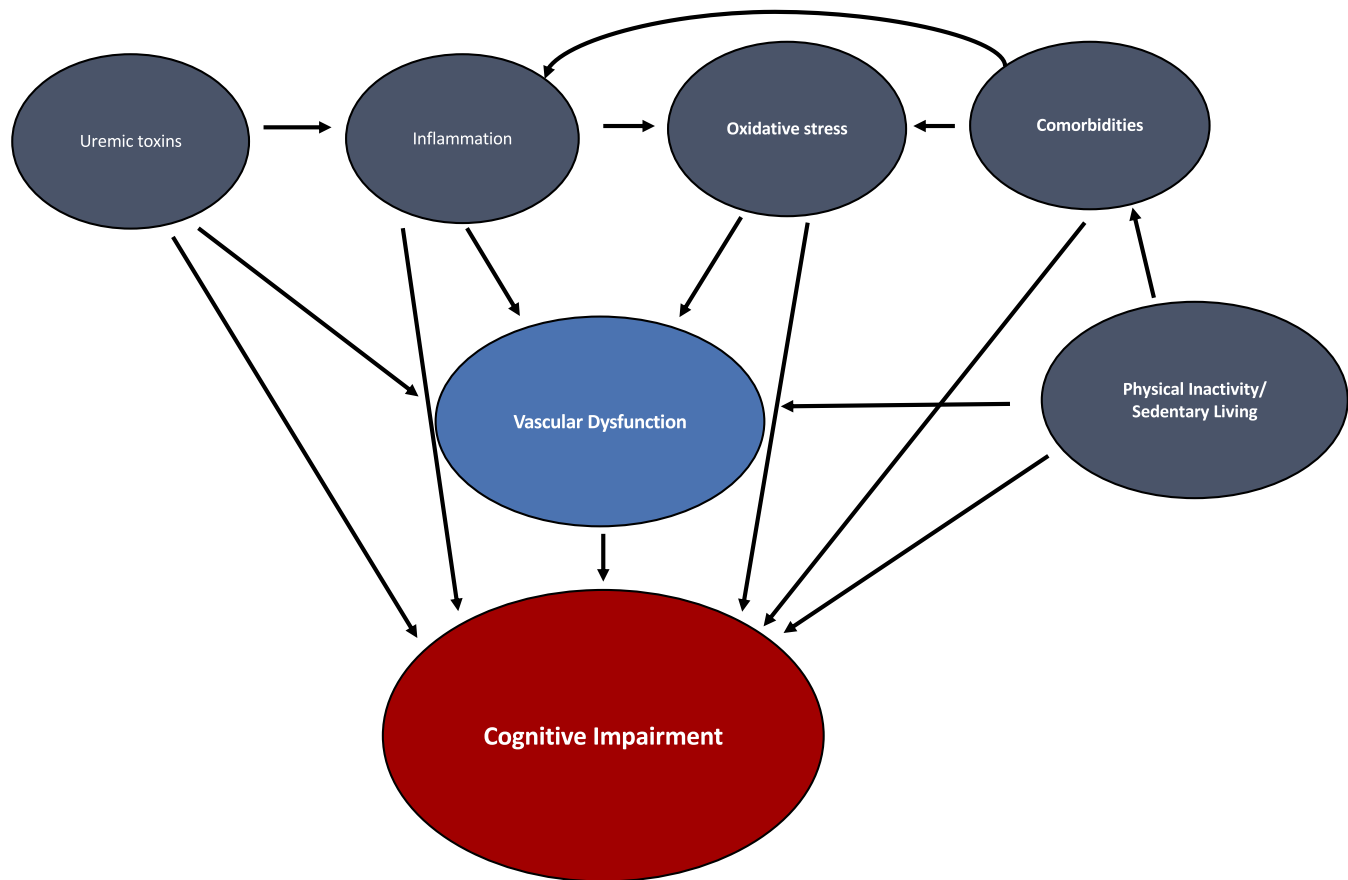 Uremic toxins
Inflammation
Oxidative stress
Comorbidities
Physical Inactivity/
Sedentary Living
Vascular Dysfunction
Cognitive Impairment